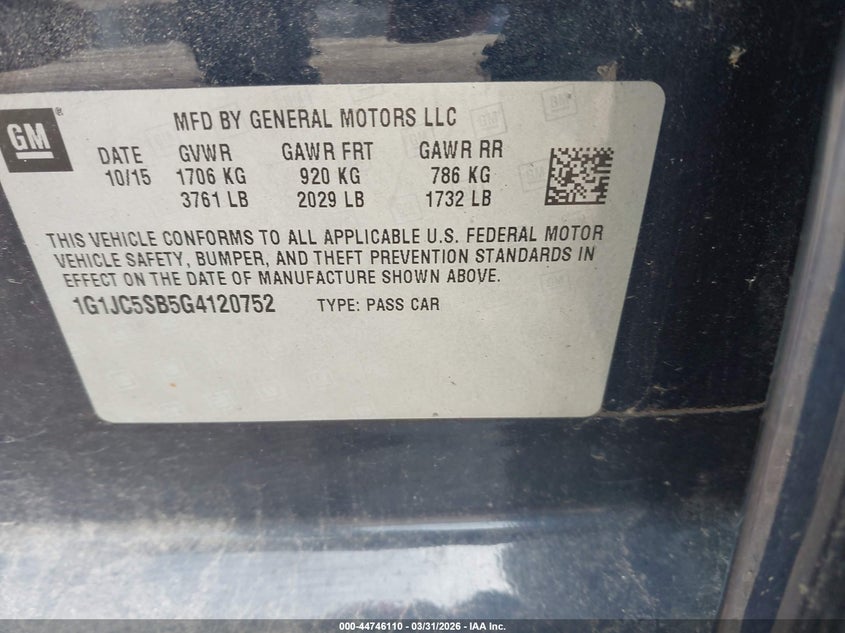 GM
MFD BY GENERAL MOTORS LLC
DATE GVWR GAWR FRT GAWR RR
10/15 1706 KG 920 KG 786 KG
3761 LB 2029 LB 1732 LB
THIS VEHICLE CONFORMS TO ALL APPLICABLE U.S. FEDERAL MOTOR
VEHICLE SAFETY, BUMPER, AND THEFT PREVENTION STANDARDS IN
EFFECT ON THE DATE OF MANUFACTURE SHOWN ABOVE.
1G1JC5SB5G4120752 TYPE: PASS CAR
000-44746110 - 03/31/2026 - IAA Inc.